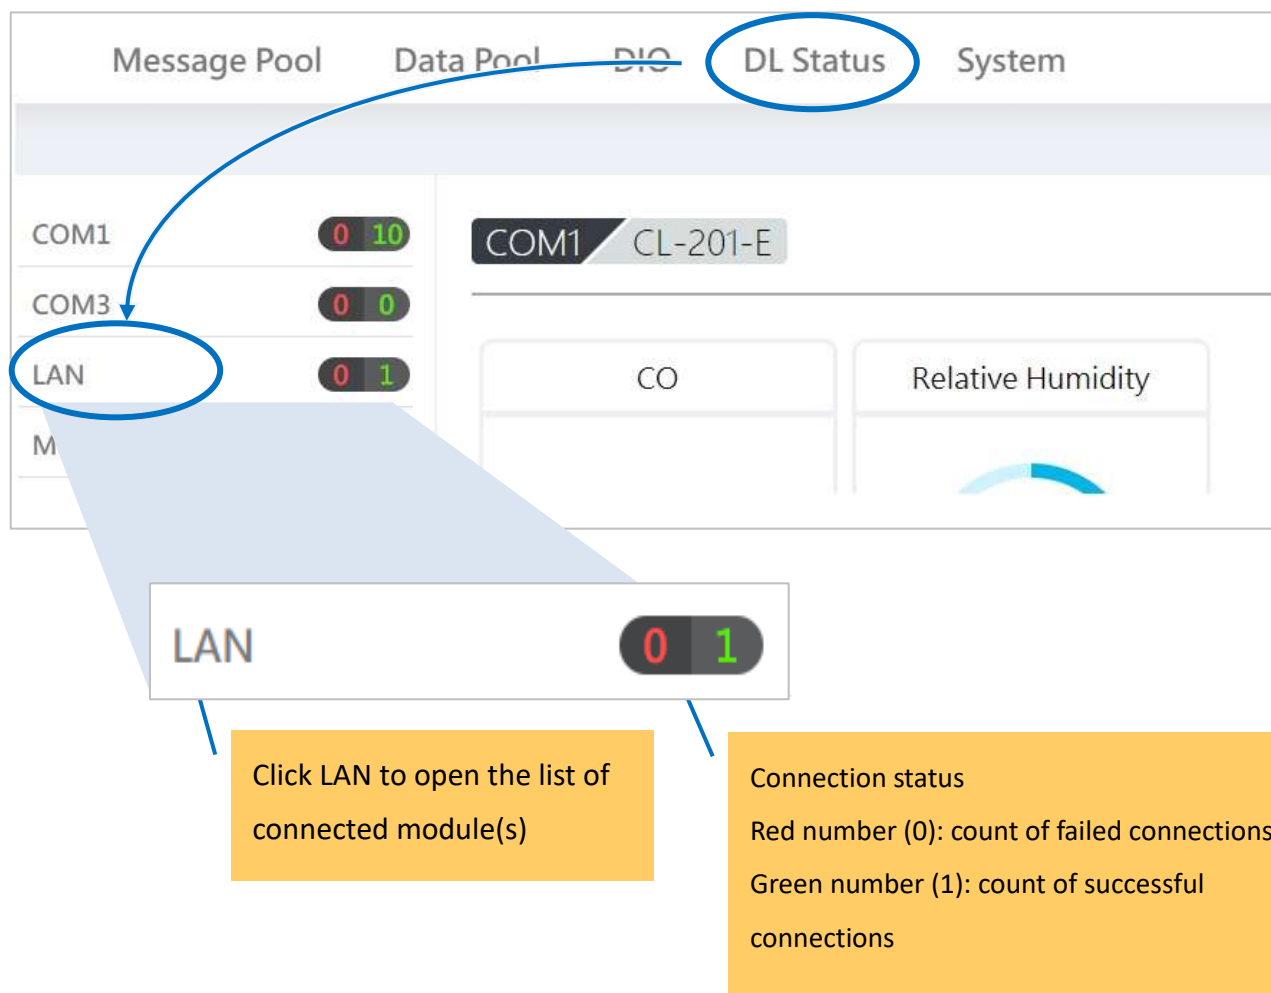 Message Pool Data Pool DIO DL Status System
COM1 0 10
COM3 0 0
LAN 0 1
M
COM1 CL-201-E
CO
Relative Humidity
LAN 0 1
Click LAN to open the list of
connected module(s)
Connection status
Red number (0): count of failed connections
Green number (1): count of successful
connections